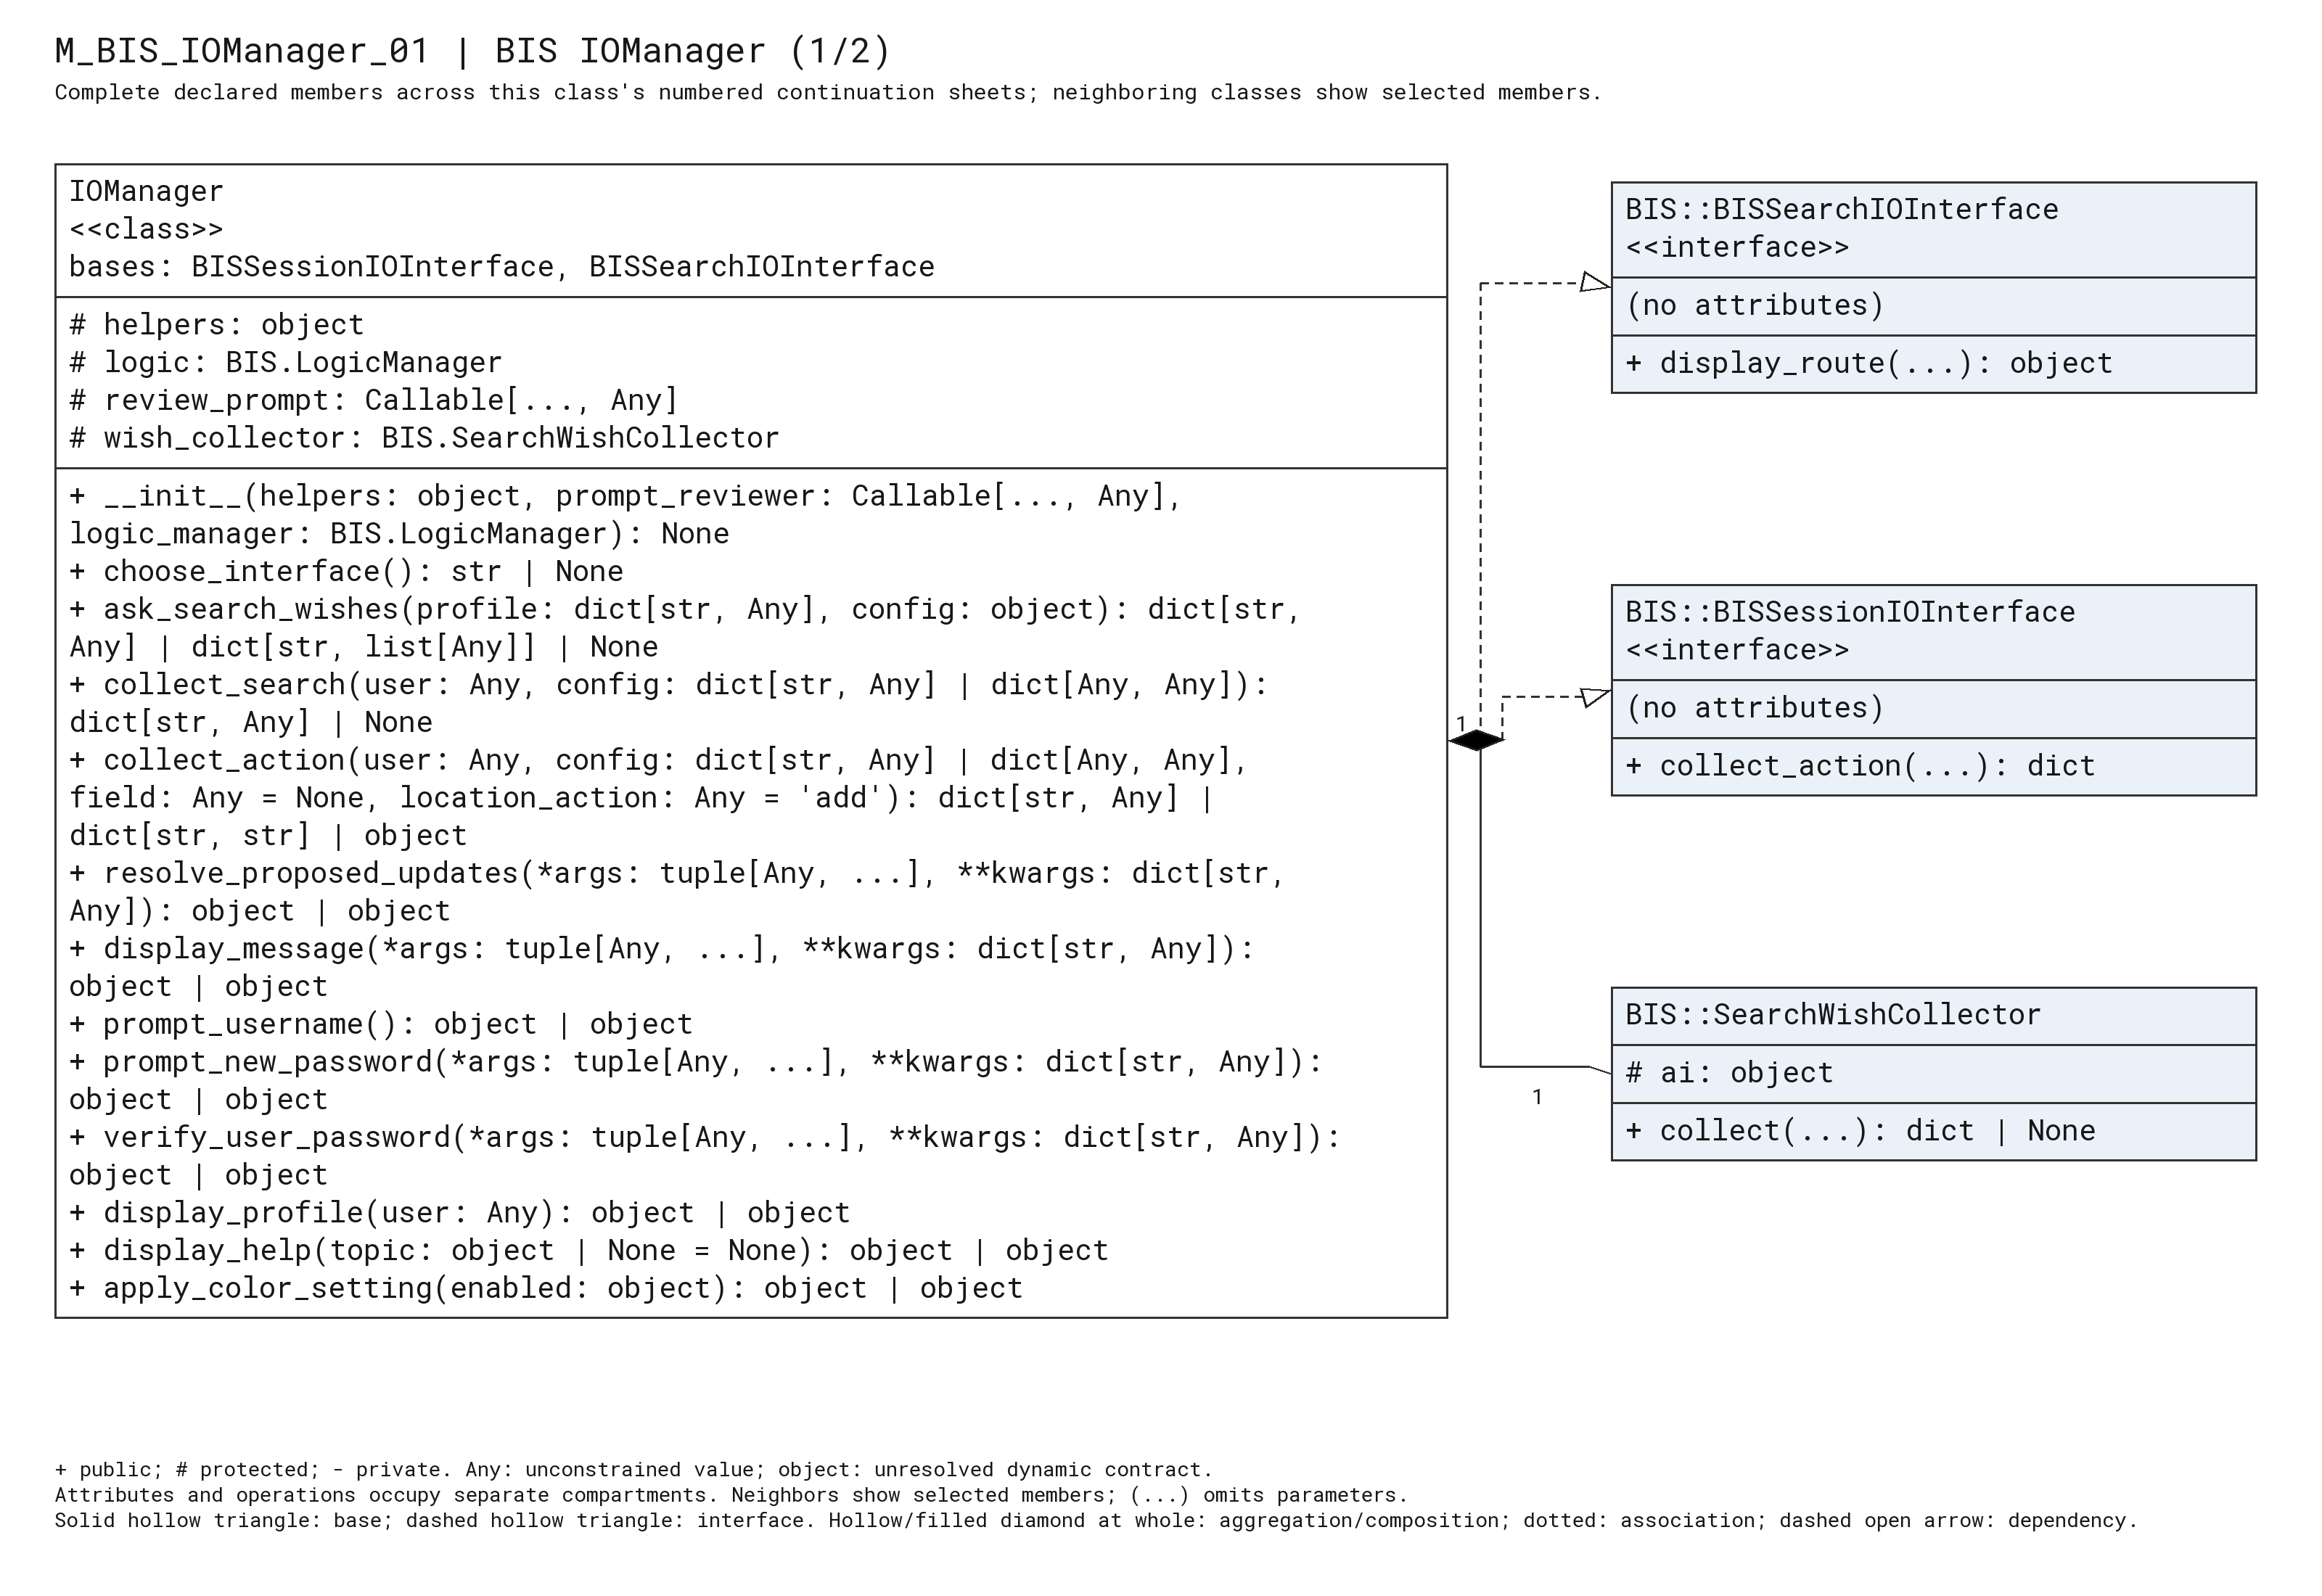 M_BIS_IOManager_01 | BIS IOManager (1/2)
Complete declared members across this class's numbered continuation sheets; neighboring classes show selected members.
IOManager
<<class>>
bases: BISSessionIOInterface, BISSearchIOInterface
# helpers: object
# logic: BIS.LogicManager
# review_prompt: Callable[..., Any]
# wish_collector: BIS.SearchWishCollector
+ __init__(helpers: object, prompt_reviewer: Callable[..., Any],
logic_manager: BIS.LogicManager): None
+ choose_interface(): str | None
+ ask_search_wishes(profile: dict[str, Any], config: object): dict[str,
Any] | dict[str, list[Any]] | None
+ collect_search(user: Any, config: dict[str, Any] | dict[Any, Any]):
dict[str, Any] | None
+ collect_action(user: Any, config: dict[str, Any] | dict[Any, Any],
field: Any = None, location_action: Any = 'add'): dict[str, Any] |
dict[str, str] | object
+ resolve_proposed_updates(*args: tuple[Any, ...], **kwargs: dict[str,
Any]): object | object
+ display_message(*args: tuple[Any, ...], **kwargs: dict[str, Any]):
object | object
+ prompt_username(): object | object
+ prompt_new_password(*args: tuple[Any, ...], **kwargs: dict[str, Any]):
object | object
+ verify_user_password(*args: tuple[Any, ...], **kwargs: dict[str, Any]):
object | object
+ display_profile(user: Any): object | object
+ display_help(topic: object | None = None): object | object
+ apply_color_setting(enabled: object): object | object
1
1
BIS::BISSearchIOInterface
<<interface>>
(no attributes)
+ display_route(...): object
BIS::BISSessionIOInterface
<<interface>>
(no attributes)
+ collect_action(...): dict
BIS::SearchWishCollector
# ai: object
+ collect(...): dict | None
+ public; # protected; - private. Any: unconstrained value; object: unresolved dynamic contract.
Attributes and operations occupy separate compartments. Neighbors show selected members; (...) omits parameters.
Solid hollow triangle: base; dashed hollow triangle: interface. Hollow/filled diamond at whole: aggregation/composition; dotted: association; dashed open arrow: dependency.